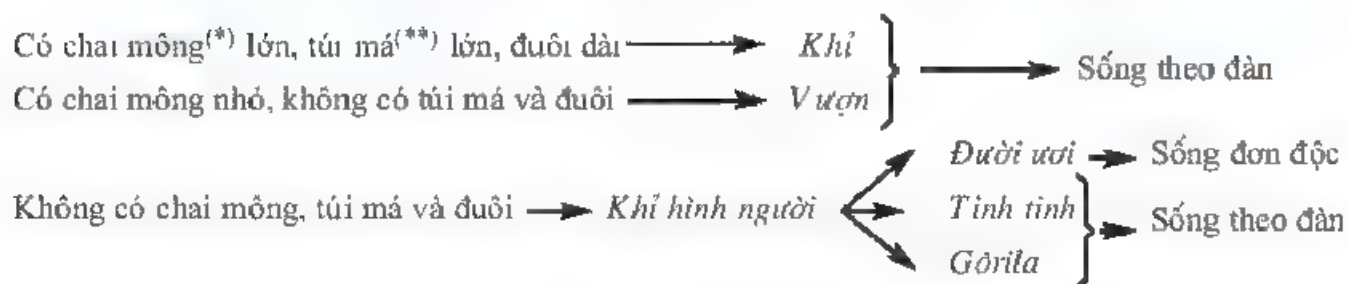 Có chai mông(*) lớn, túi má(**) lớn, đuôi dài Khỉ
Sống theo đàn
Có chai mông nhỏ, không có túi má và đuôi Vượn
Đười ươi Sống đơn độc
Không có chai mông, túi má và đuôi Khỉ hình người Tinh tinh
Sống theo đàn
Gôrila